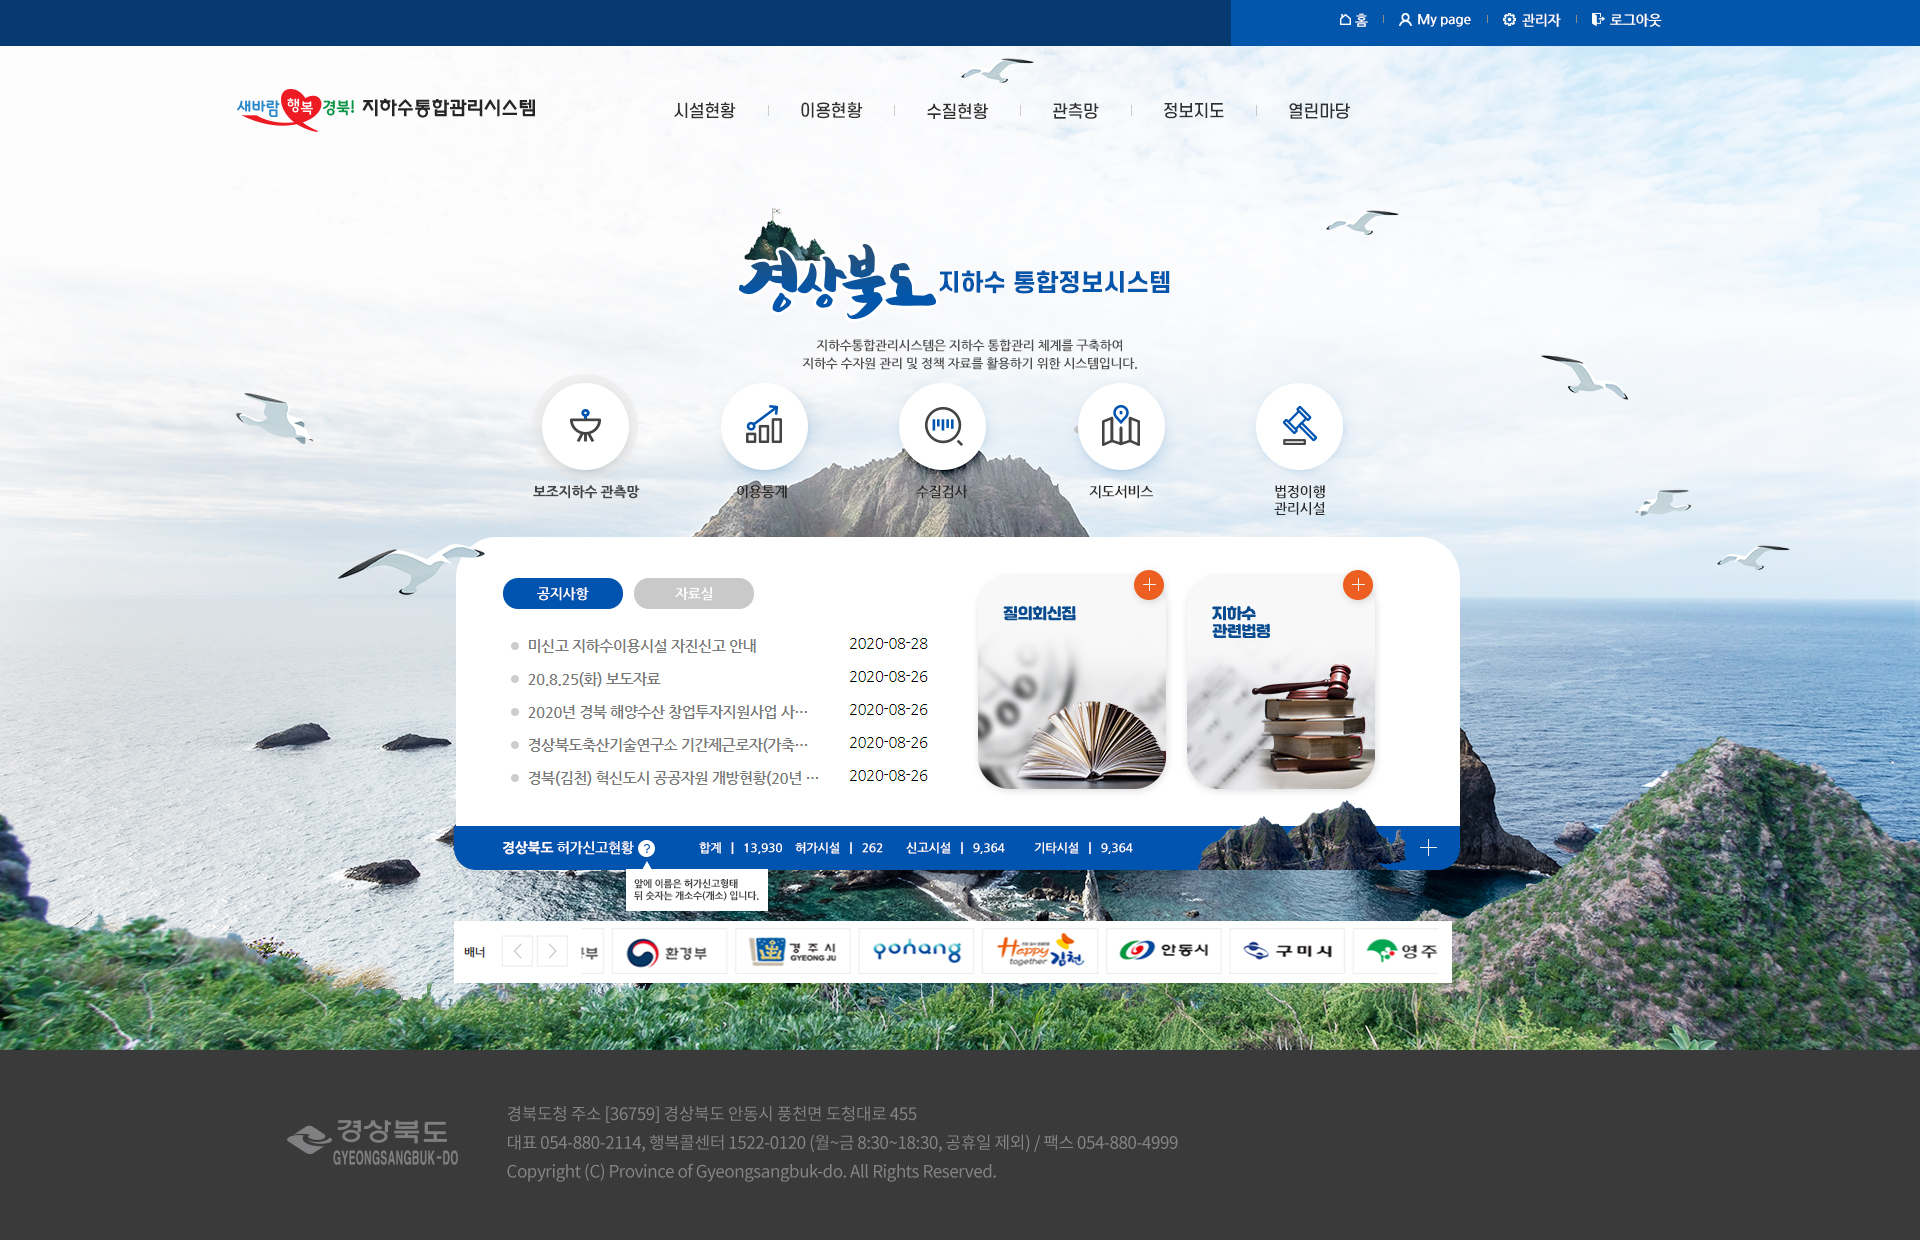 홈
My page
관리자
로그아웃
새바람 행복 경북! 지하수통합관리시스템
시설현황
이용현황
수질현황
관측망
정보지도
열린마당
경상북도 지하수 통합정보시스템
지하수통합관리시스템은 지하수 통합관리 체계를 구축하여
지하수 수자원 관리 및 정책 자료를 활용하기 위한 시스템입니다.
보조지하수 관측망
이용통계
수질검사
지도서비스
법정이행
관리시설
공지사항
자료실
미신고 지하수이용시설 자진신고 안내 2020-08-28
20.8.25(화) 보도자료 2020-08-26
2020년 경북 해양수산 창업투자지원사업 사… 2020-08-26
경상북도축산기술연구소 기간제근로자(가축… 2020-08-26
경북(김천) 혁신도시 공공자원 개방현황(20년 … 2020-08-26
질의회신집
지하수
관련법령
경상북도 허가신고현황 ?
합계 | 13,930 허가시설 | 262 신고시설 | 9,364 기타시설 | 9,364
앞에 이름은 허가신고형태
뒤 숫자는 개소수(개소) 입니다.
배너
부
환경부
경주시
GYEONG JU
pohang
Happy
together 김천
안동시
구미시
영주
경상북도
GYEONGSANGBUK-DO
경북도청 주소 [36759] 경상북도 안동시 풍천면 도청대로 455
대표 054-880-2114, 행복콜센터 1522-0120 (월~금 8:30~18:30, 공휴일 제외) / 팩스 054-880-4999
Copyright (C) Province of Gyeongsangbuk-do. All Rights Reserved.